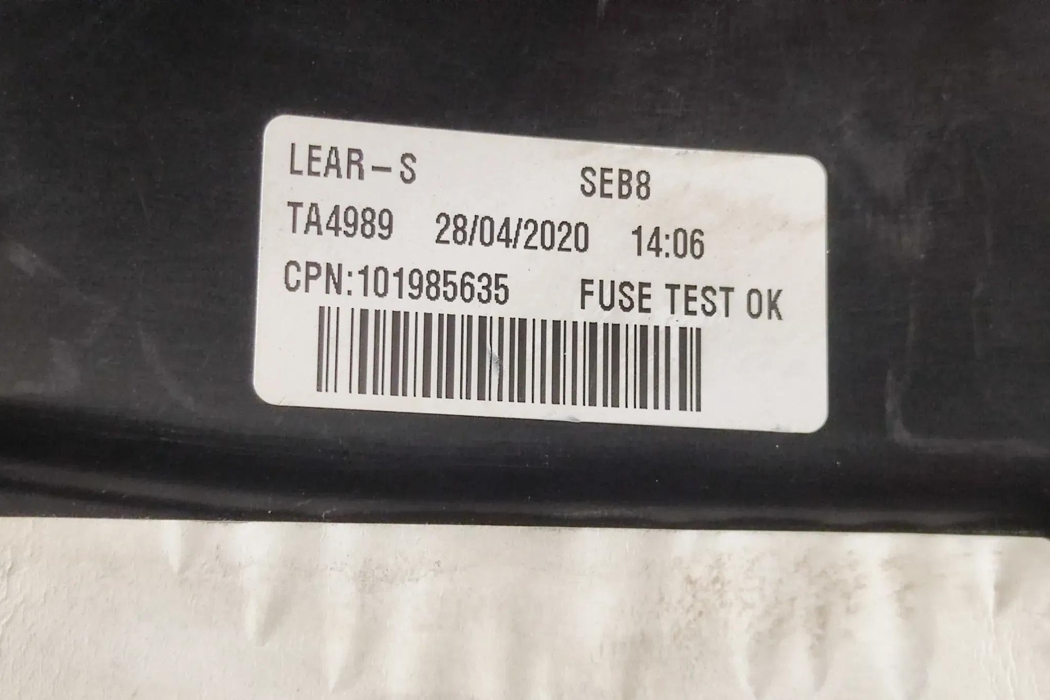 LEAR-S SEB8
TA4989 28/04/2020 14:06
CPN:101985635 FUSE TEST OK